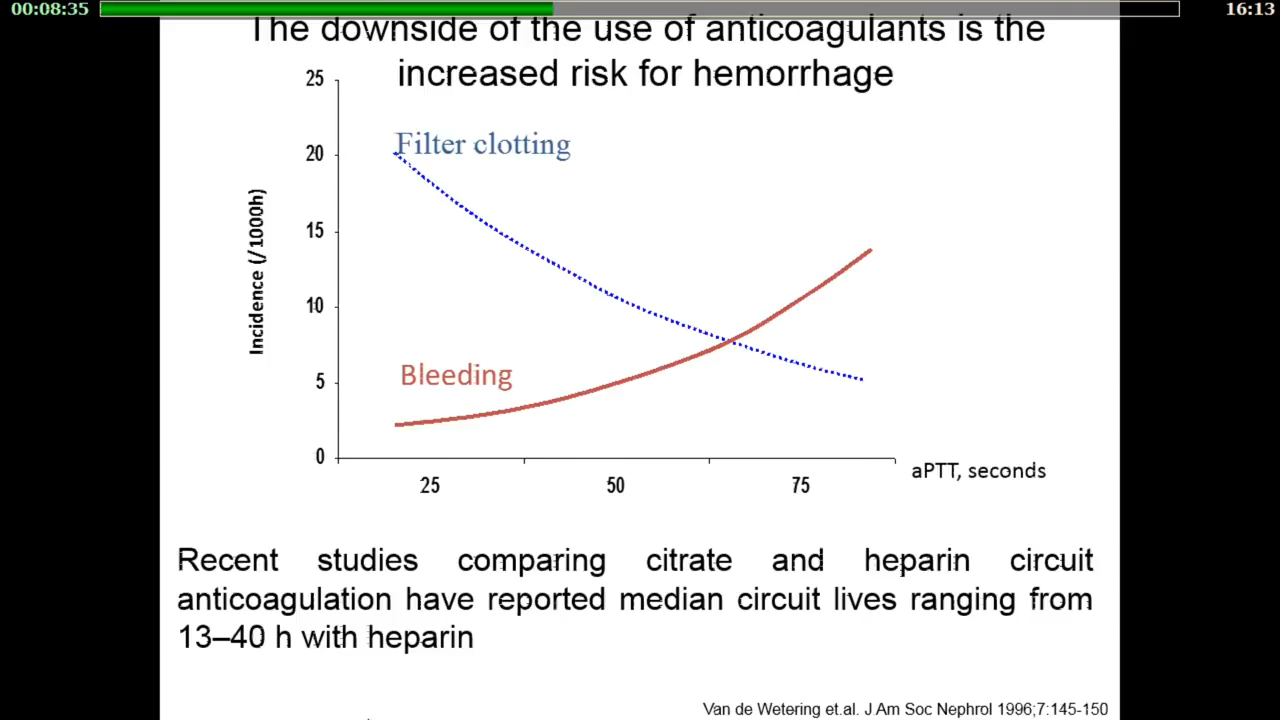 00:08:35
16:13
The downside of the use of anticoagulants is the
increased risk for hemorrhage
25
20
15
10
5
0
Incidence (/1000h)
Filter clotting
Bleeding
25
50
75
aPTT, seconds
Recent studies comparing citrate and heparin circuit
anticoagulation have reported median circuit lives ranging from
13–40 h with heparin
Van de Wetering et.al. J Am Soc Nephrol 1996;7:145-150